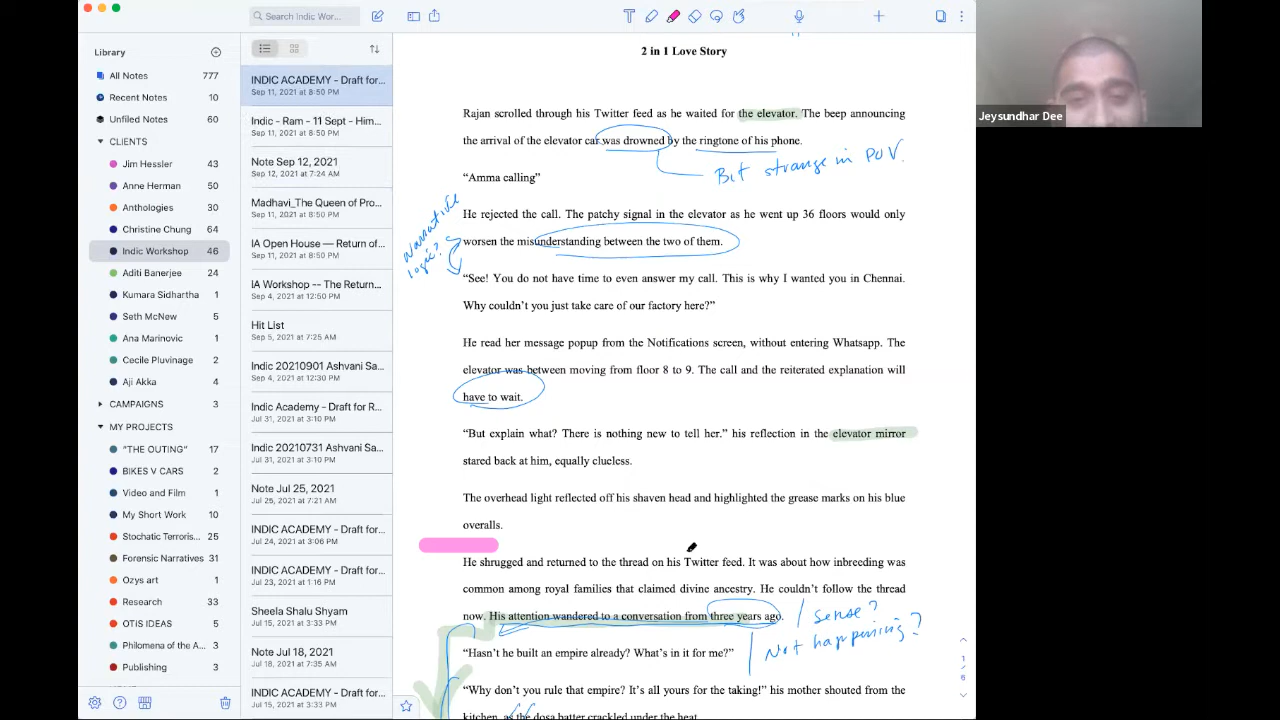 Search Indic Wor...
Library
All Notes 777
Recent Notes 10
Unfiled Notes 60
CLIENTS
Jim Hessler 43
Anne Herman 50
Anthologies 30
Christine Chung 64
Indic Workshop 46
Aditi Banerjee 24
Kumara Sidhartha 1
Seth McNew 5
Ana Marinovic 1
Cecile Pluvinage 2
Aji Akka 4
CAMPAIGNS 3
MY PROJECTS
"THE OUTING" 17
BIKES V CARS 2
Video and Film 1
My Short Work 10
Stochatic Terroris... 25
Forensic Narratives 31
Ozys art 1
Research 33
OTiS IDEAS 5
Philomena of the A... 3
Publishing 1
INDIC ACADEMY - Draft for...
Sep 11, 2021 at 8:50 PM
Indic - Ram - 11 Sept - Him...
Sep 11, 2021 at 8:50 PM
Note Sep 12, 2021
Sep 12, 2021 at 7:24 AM
Madhavi_The Queen of Pro...
Sep 11, 2021 at 8:50 PM
IA Open House — Return of...
Sep 11, 2021 at 8:50 PM
IA Workshop -- The Return...
Sep 4, 2021 at 12:50 PM
Hit List
Sep 5, 2021 at 7:25 AM
Indic 20210901 Ashvani Sa...
Sep 4, 2021 at 12:30 PM
Indic Academy - Draft for R...
Jul 31, 2021 at 3:10 PM
Indic 20210731 Ashvani Sa...
Jul 31, 2021 at 3:10 PM
Note Jul 25, 2021
Jul 25, 2021 at 7:21 AM
INDIC ACADEMY - Draft for...
Jul 24, 2021 at 3:06 PM
INDIC ACADEMY - Draft for...
Jul 23, 2021 at 1:16 PM
Sheela Shalu Shyam
Jul 15, 2021 at 3:33 PM
Note Jul 18, 2021
Jul 18, 2021 at 7:35 AM
INDIC ACADEMY - Draft for...
Jul 15, 2021 at 3:33 PM
2 in 1 Love Story
Rajan scrolled through his Twitter feed as he waited for the elevator. The beep announcing
the arrival of the elevator car was drowned by the ringtone of his phone.
Bit strange in POV.
"Amma calling"
He rejected the call. The patchy signal in the elevator as he went up 36 floors would only
worsen the misunderstanding between the two of them.
Narrative
logic?
"See! You do not have time to even answer my call. This is why I wanted you in Chennai.
Why couldn't you just take care of our factory here?"
He read her message popup from the Notifications screen, without entering Whatsapp. The
elevator was between moving from floor 8 to 9. The call and the reiterated explanation will
have to wait.
"But explain what? There is nothing new to tell her." his reflection in the elevator mirror
stared back at him, equally clueless.
The overhead light reflected off his shaven head and highlighted the grease marks on his blue
overalls.
He shrugged and returned to the thread on his Twitter feed. It was about how inbreeding was
common among royal families that claimed divine ancestry. He couldn't follow the thread
now. His attention wandered to a conversation from three years ago.
sense?
Not happening?
"Hasn't he built an empire already? What's in it for me?"
"Why don't you rule that empire? It's all yours for the taking!" his mother shouted from the
kitchen, as the dosa batter crackled under the heat.
1
6
Jeysundhar Dee